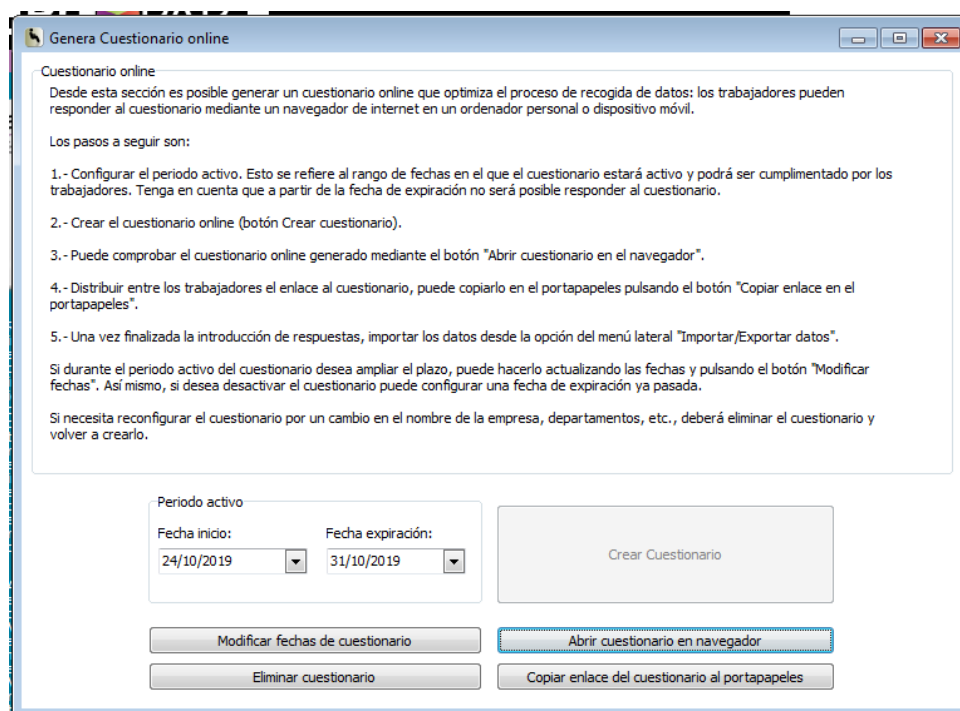 Genera Cuestionario online
Cuestionario online
Desde esta sección es posible generar un cuestionario online que optimiza el proceso de recogida de datos: los trabajadores pueden
responder al cuestionario mediante un navegador de internet en un ordenador personal o dispositivo móvil.
Los pasos a seguir son:
1.- Configurar el periodo activo. Esto se refiere al rango de fechas en el que el cuestionario estará activo y podrá ser cumplimentado por los
trabajadores. Tenga en cuenta que a partir de la fecha de expiración no será posible responder al cuestionario.
2.- Crear el cuestionario online (botón Crear cuestionario).
3.- Puede comprobar el cuestionario online generado mediante el botón "Abrir cuestionario en el navegador".
4.- Distribuir entre los trabajadores el enlace al cuestionario, puede copiarlo en el portapapeles pulsando el botón "Copiar enlace en el
portapapeles".
5.- Una vez finalizada la introducción de respuestas, importar los datos desde la opción del menú lateral "Importar/Exportar datos".
Si durante el periodo activo del cuestionario desea ampliar el plazo, puede hacerlo actualizando las fechas y pulsando el botón "Modificar
fechas". Así mismo, si desea desactivar el cuestionario puede configurar una fecha de expiración ya pasada.
Si necesita reconfigurar el cuestionario por un cambio en el nombre de la empresa, departamentos, etc., deberá eliminar el cuestionario y
volver a crearlo.
Periodo activo
Fecha inicio: Fecha expiración:
24/10/2019 31/10/2019
Crear Cuestionario
Modificar fechas de cuestionario Abrir cuestionario en navegador
Eliminar cuestionario Copiar enlace del cuestionario al portapapeles